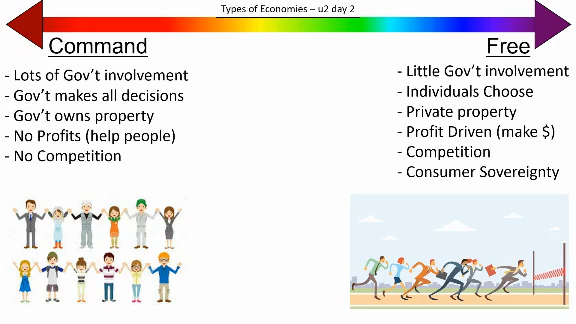 Types of Economies – u2 day 2
Command
- Lots of Gov't involvement
- Gov't makes all decisions
- Gov't owns property
- No Profits (help people)
- No Competition
Free
- Little Gov't involvement
- Individuals Choose
- Private property
- Profit Driven (make $)
- Competition
- Consumer Sovereignty